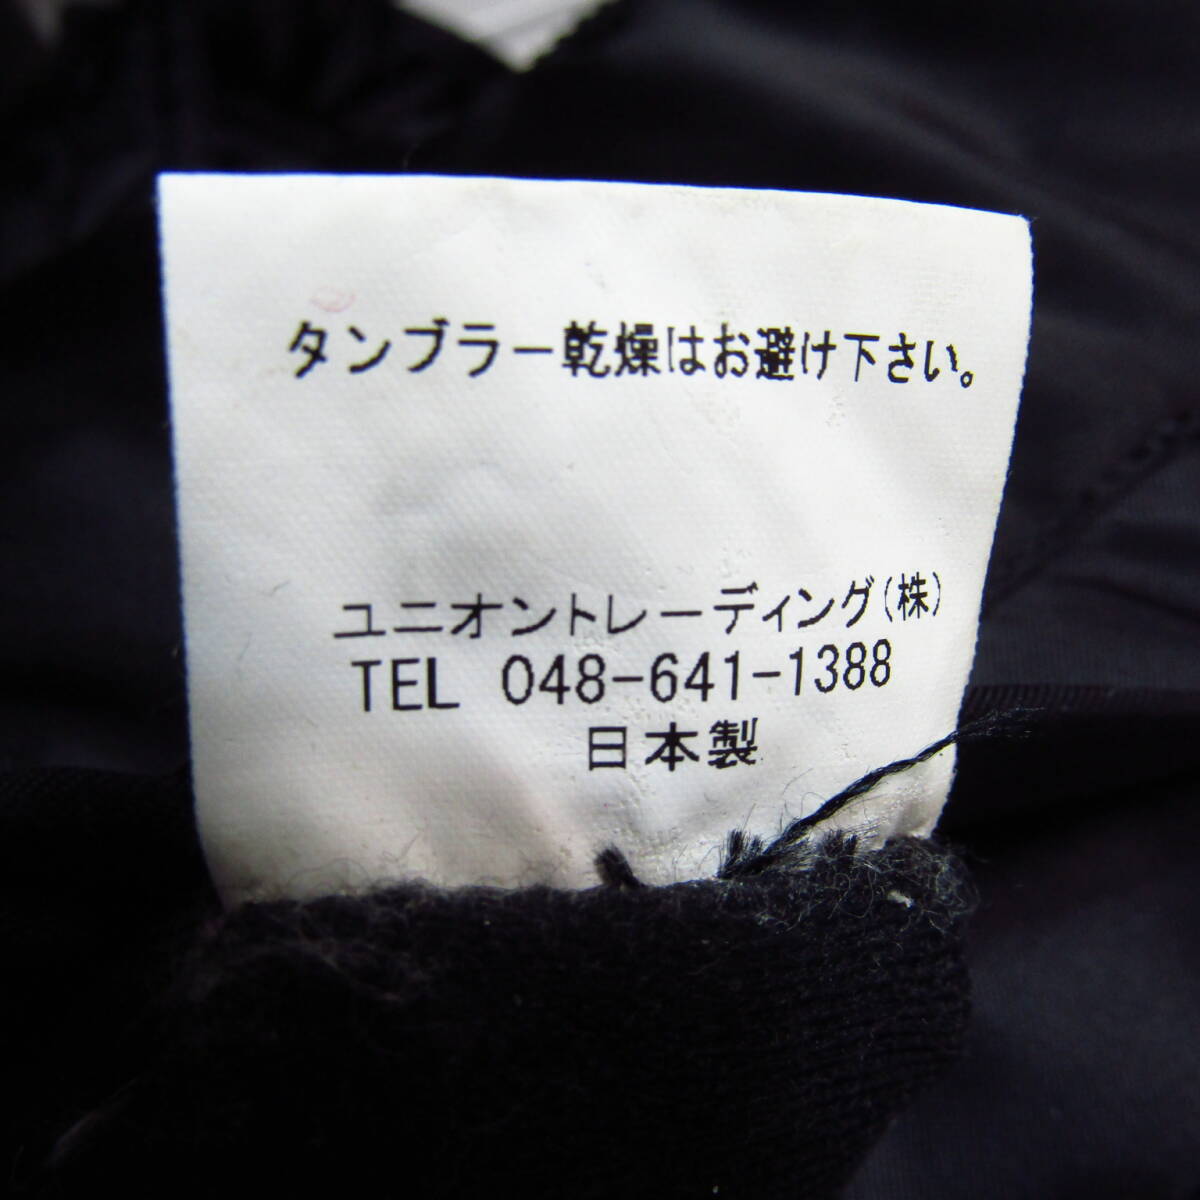 タンブラー乾燥はお避け下さい。
ユニオントレーディング(株)
TEL 048-641-1388
日本製